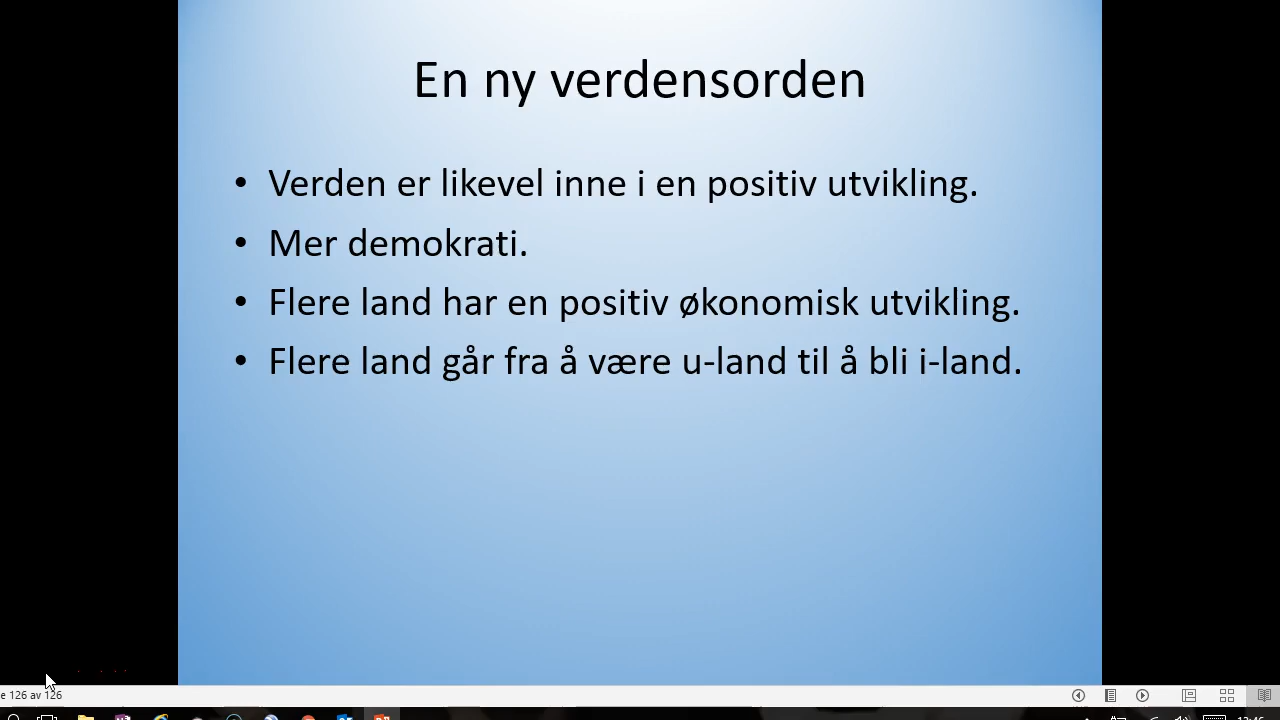 En ny verdensorden
• Verden er likevel inne i en positiv utvikling.
• Mer demokrati.
• Flere land har en positiv økonomisk utvikling.
• Flere land går fra å være u-land til å bli i-land.
e 126 av 126